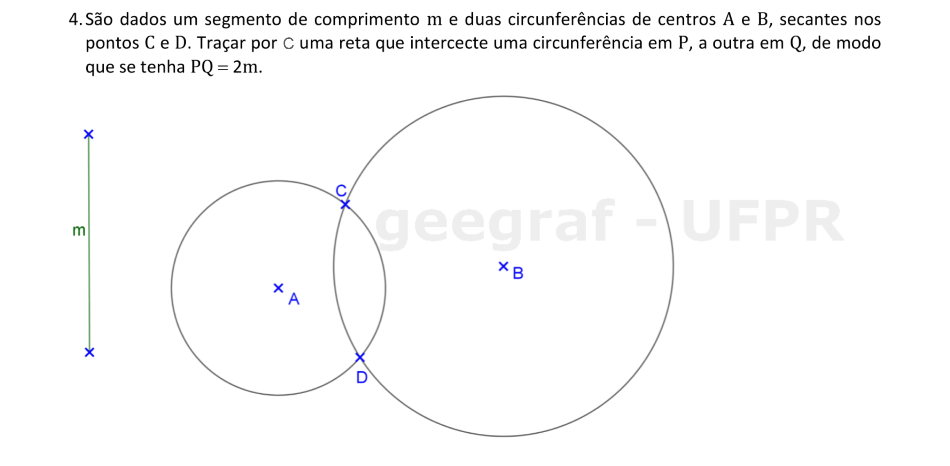 4. São dados um segmento de comprimento m e duas circunferências de centros A e B, secantes nos
pontos C e D. Traçar por C uma reta que intercecte uma circunferência em P, a outra em Q, de modo
que se tenha PQ = 2m.
C
geegraf - UFPR
m
B
A
D